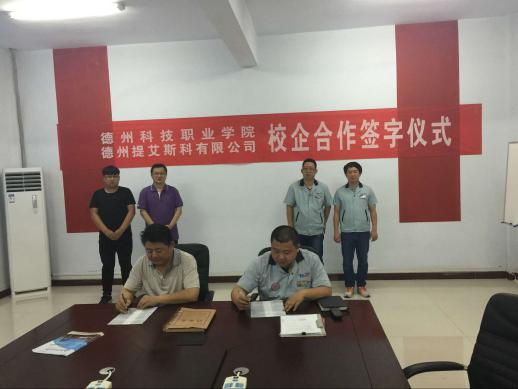 德州科技职业学院
德州提艾斯科有限公司
校企合作签字仪式